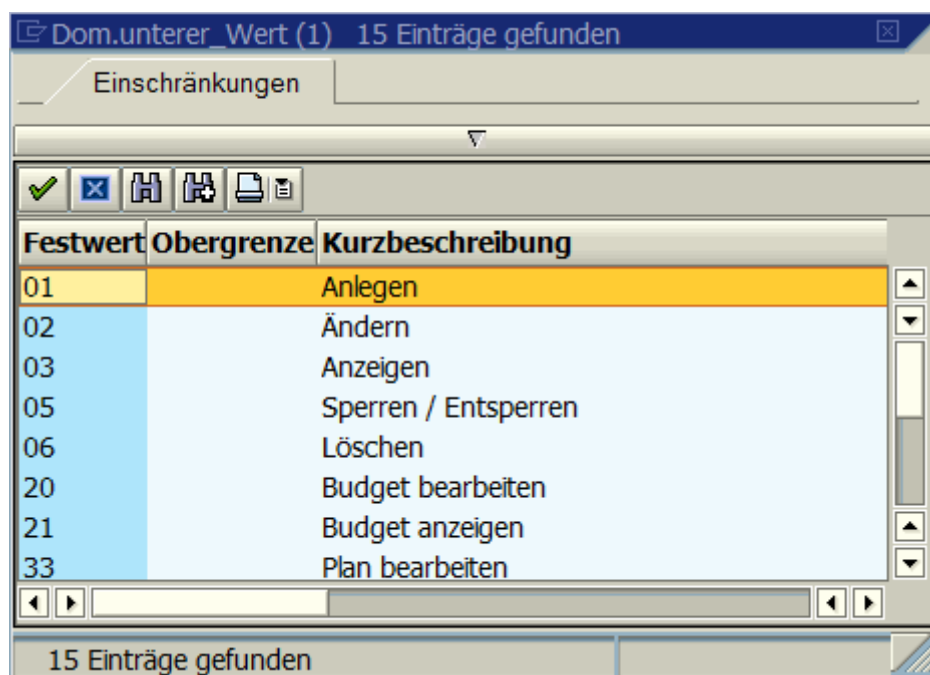 Dom.unterer_Wert (1) 15 Einträge gefunden
Einschränkungen
Festwert Obergrenze Kurzbeschreibung
01 Anlegen
02 Ändern
03 Anzeigen
05 Sperren / Entsperren
06 Löschen
20 Budget bearbeiten
21 Budget anzeigen
33 Plan bearbeiten
15 Einträge gefunden